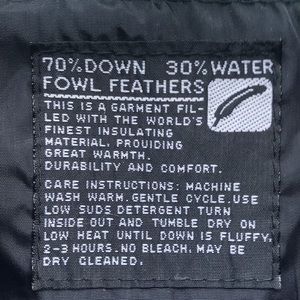 70% DOWN 30% WATER
FOWL FEATHERS
THIS IS A GARMENT FIL-
LED WITH THE WORLD'S
FINEST INSULATING
MATERIAL, PROVIDING
GREAT WARMTH.
DURABILITY AND COMFORT.
CARE INSTRUCTIONS: MACHINE
WASH WARM.GENTLE CYCLE.USE
LOW SUDS DETERGENT TURN
INSIDE OUT AND TUMBLE DRY ON
LOW HEAT UNTIL DOWN IS FLUFFY.
2-3 HOURS. NO BLEACH. MAY BE
DRY CLEANED.